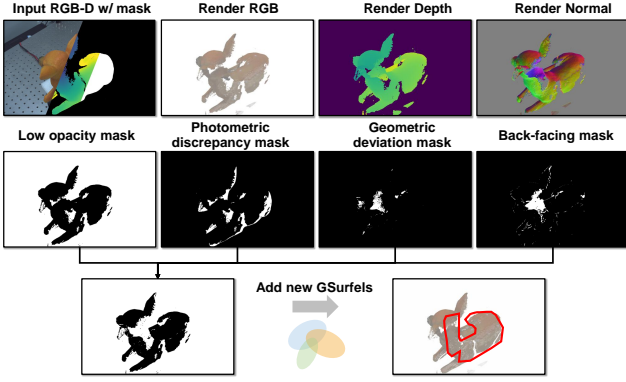 Input RGB-D w/ mask
Render RGB
Render Depth
Render Normal
Low opacity mask
Photometric
discrepancy mask
Geometric
deviation mask
Back-facing mask
Add new GSurfels